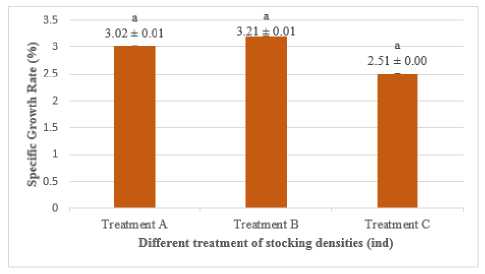 3.5
3
2.5
2
1.5
1
0.5
0
Specific Growth Rate (%)
a
3.02 ± 0.01
a
3.21 ± 0.01
a
2.51 ± 0.00
Treatment A
Treatment B
Treatment C
Different treatment of stocking densities (ind)